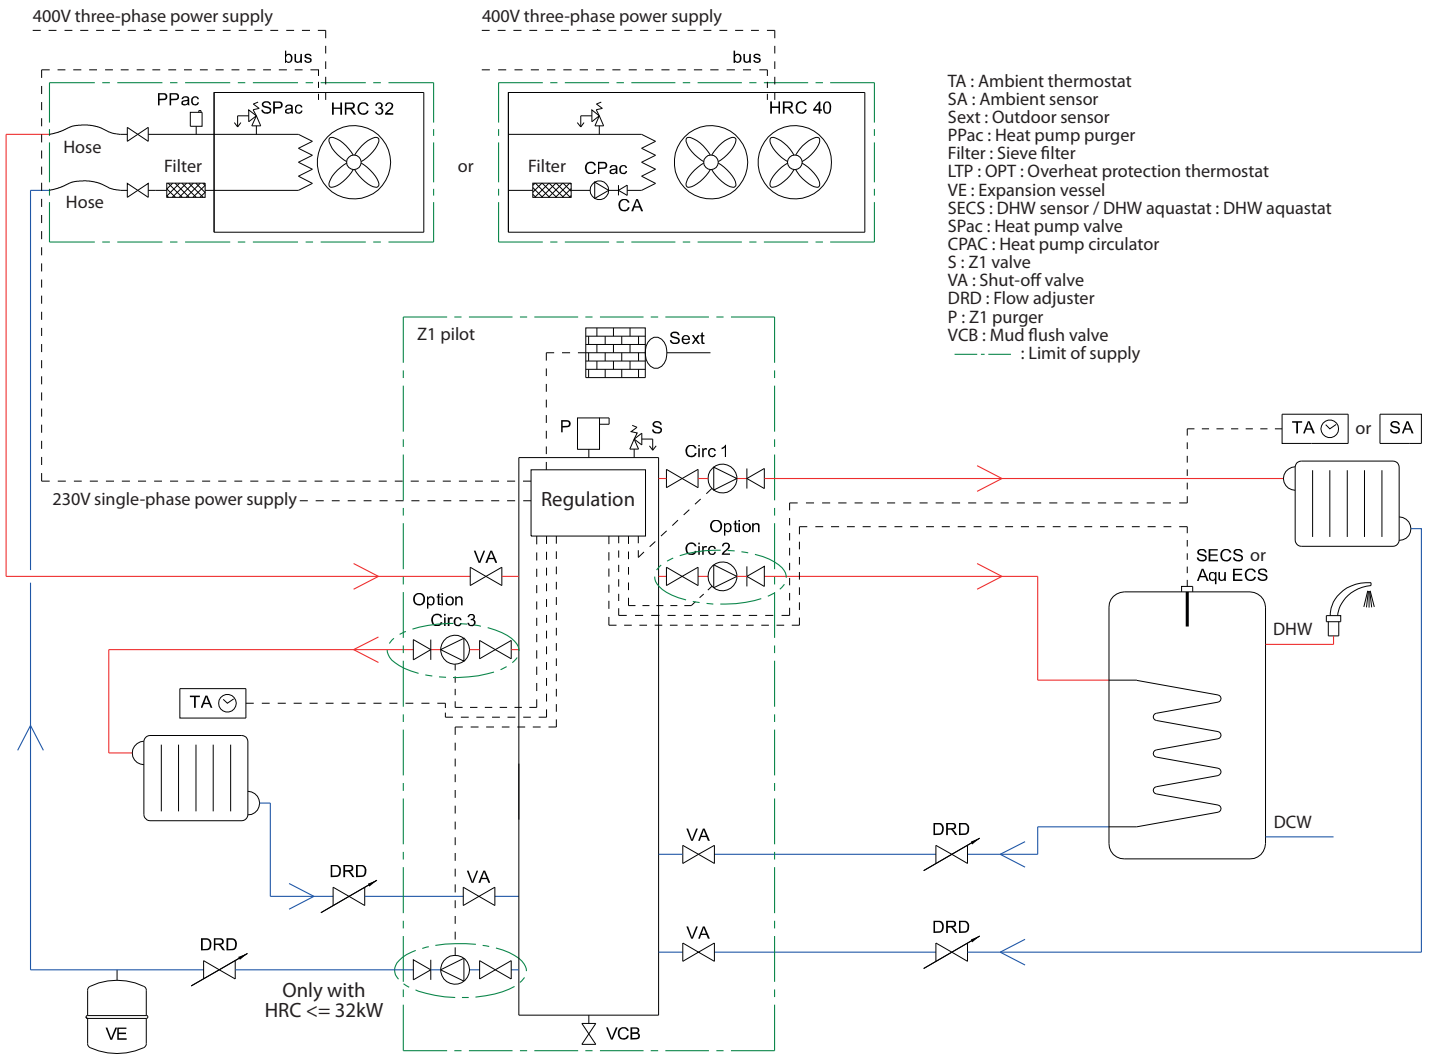 400V three-phase power supply
400V three-phase power supply
bus
bus
PPac
SPac
HRC 32
HRC 40
Hose
Filter
or
Filter
CPac
Hose
CA
TA : Ambient thermostat
SA : Ambient sensor
Sext : Outdoor sensor
PPac : Heat pump purger
Filter : Sieve filter
LTP : OPT : Overheat protection thermostat
VE : Expansion vessel
SECS : DHW sensor / DHW aquastat : DHW aquastat
SPac : Heat pump valve
CPAC : Heat pump circulator
S : Z1 valve
VA : Shut-off valve
DRD : Flow adjuster
P : Z1 purger
VCB : Mud flush valve
: Limit of supply
Z1 pilot
Sext
P
S
Circ 1
TA
or
SA
230V single-phase power supply
Regulation
Option
Circ 2
VA
SECS or
Aqu ECS
Option
Circ 3
DHW
TA
DCW
VA
DRD
DRD
VA
VA
DRD
DRD
Only with
HRC <= 32kW
VE
VCB